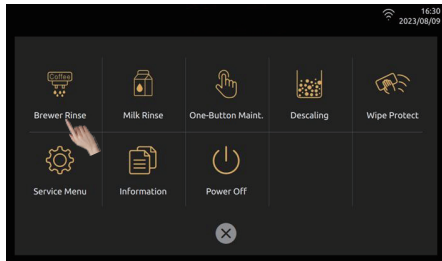 16:30
2023/08/09
Coffee
Brewer Rinse
Milk Rinse
One-Button Maint.
Descaling
Wipe Protect
Service Menu
Information
Power Off